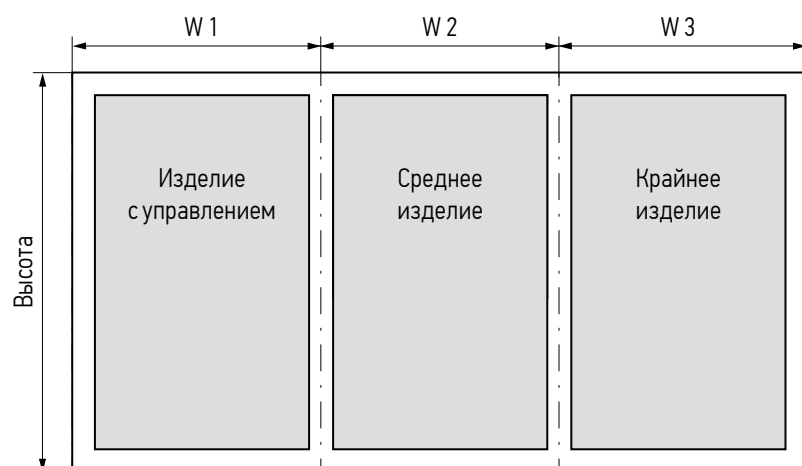 W 1
W 2
W 3
Изделие
с управлением
Среднее
изделие
Крайнее
изделие
Высота